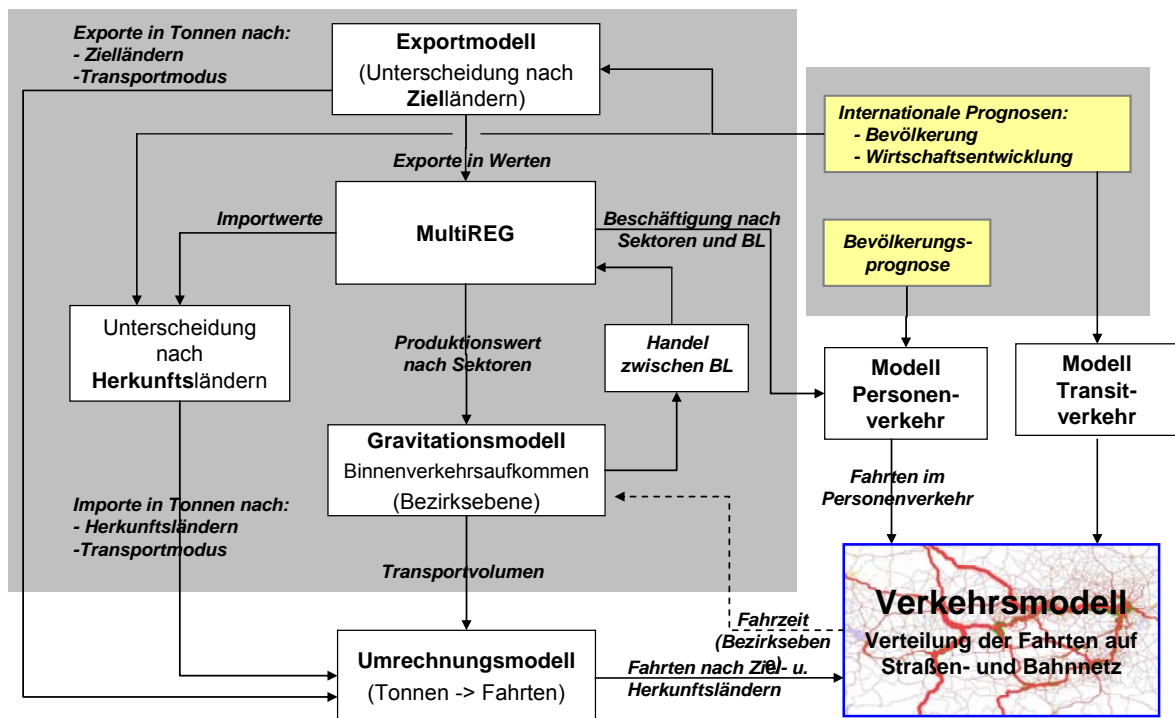 Exporte in Tonnen nach:
- Zielländern
-Transportmodus
Exportmodell
(Unterscheidung nach
Zielländern)
Internationale Prognosen:
- Bevölkerung
- Wirtschaftsentwicklung
Exporte in Werten
Importwerte
MultiREG
Beschäftigung nach
Sektoren und BL
Bevölkerungs-
prognose
Unterscheidung
nach
Herkunftsländern
Produktionswert
nach Sektoren
Handel
zwischen BL
Modell
Personen-
verkehr
Modell
Transit-
verkehr
Gravitationsmodell
Binnenverkehrsaufkommen
(Bezirksebene)
Fahrten im
Personenverkehr
Importe in Tonnen nach:
- Herkunftsländern
-Transportmodus
Transportvolumen
Fahrzeit
(Bezirkseben
e)
Verkehrsmodell
Verteilung der Fahrten auf
Straßen- und Bahnnetz
Umrechnungsmodell
(Tonnen -> Fahrten)
Fahrten nach Ziel- u.
Herkunftsländern